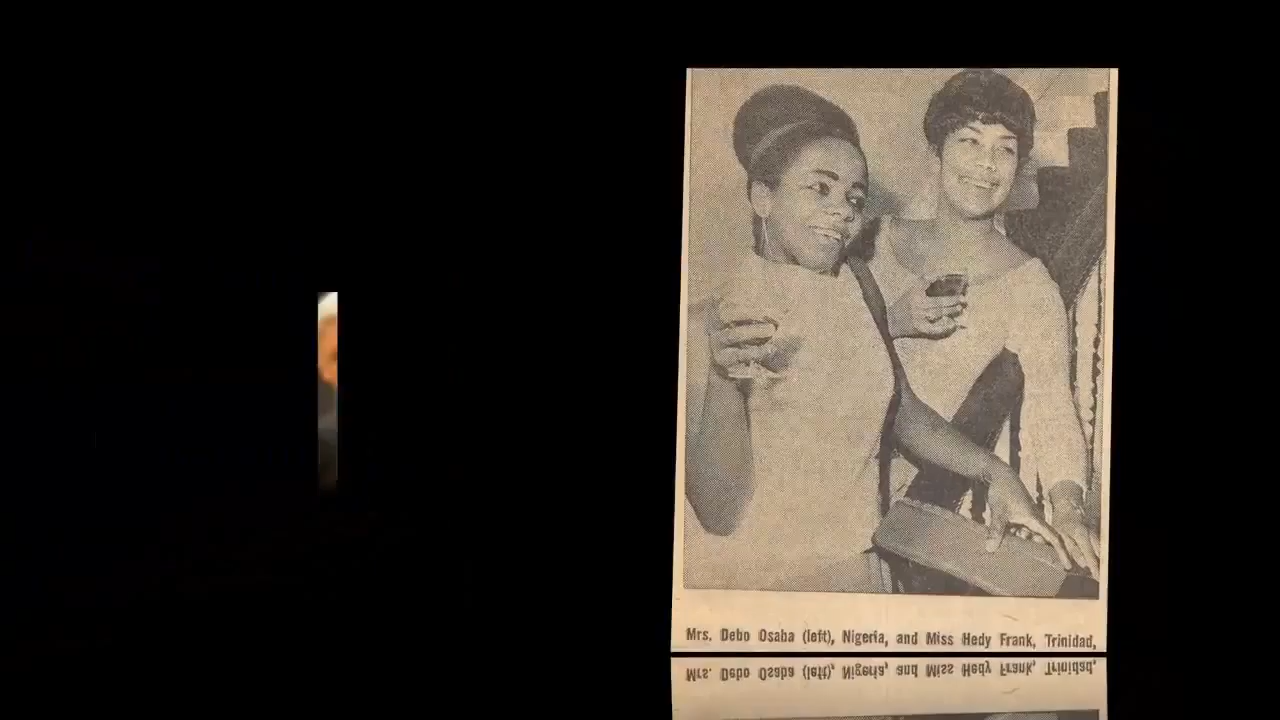 Mrs. Debo Osaba (left), Nigeria, and Miss Hedy Frank, Trinidad,